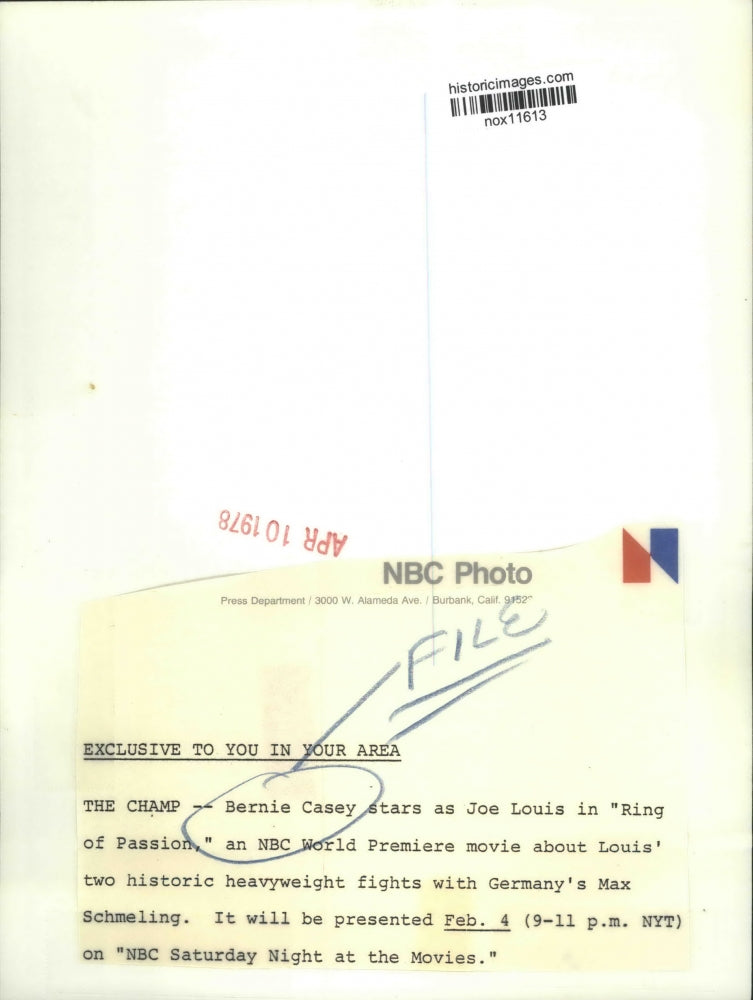 historicimages.com
nox11613
APR 10 1978
NBC Photo
Press Department / 3000 W. Alameda Ave. / Burbank, Calif.
FILE
EXCLUSIVE TO YOU IN YOUR AREA
THE CHAMP -- Bernie Casey stars as Joe Louis in "Ring
of Passion," an NBC World Premiere movie about Louis'
two historic heavyweight fights with Germany's Max
Schmeling. It will be presented Feb. 4 (9-11 p.m. NYT)
on "NBC Saturday Night at the Movies."